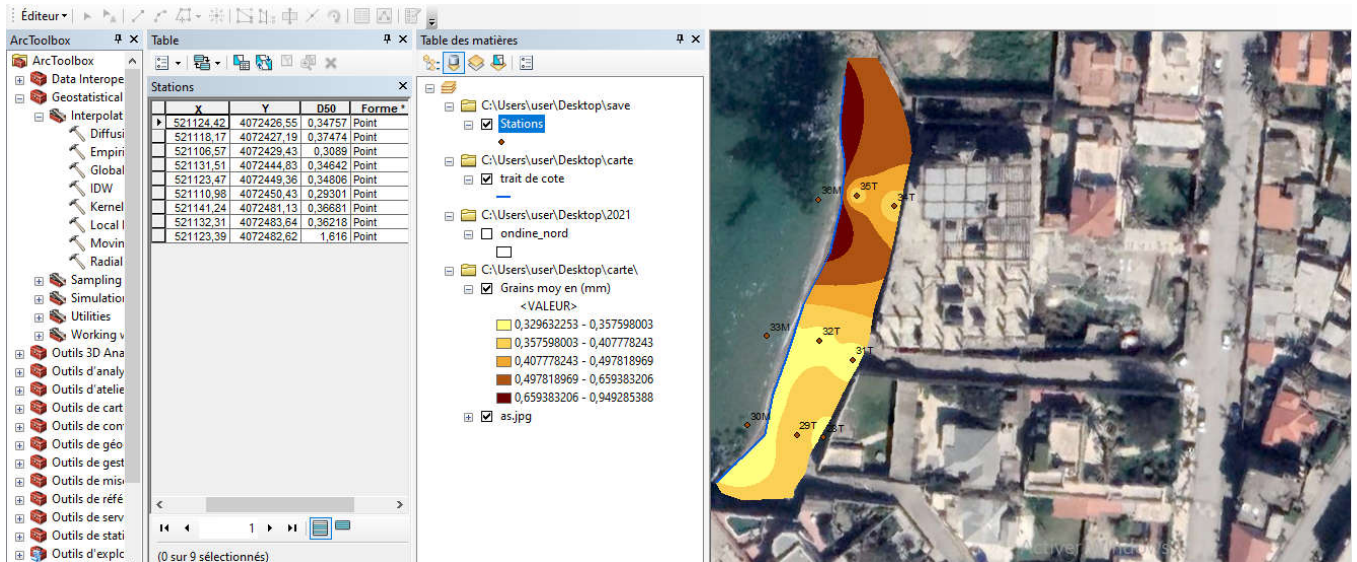 Éditeur
ArcToolbox
ArcToolbox
Data Interope
Geostatistical
Interpolat
Diffusi
Empiri
Global
IDW
Kernel
Local I
Movin
Radial
Sampling
Simulation
Utilities
Working v
Outils 3D Ana
Outils d'analy
Outils d'atelie
Outils de cart
Outils de con
Outils de géo
Outils de gest
Outils de mis
Outils de réfé
Outils de serv
Outils de stati
Outils d'explc
Table
Stations
X Y D50 Forme *
521124,42 4072426,55 0,34757 Point
521118,17 4072427,19 0,37474 Point
521106,57 4072429,43 0,3089 Point
521131,51 4072444,83 0,34642 Point
521123,47 4072449,36 0,34806 Point
521110,98 4072450,43 0,29301 Point
521141,24 4072481,13 0,36681 Point
521132,31 4072483,64 0,36218 Point
521123,39 4072482,62 1,616 Point
1
(0 sur 9 sélectionnés)
Table des matières
C:\Users\user\Desktop\save
Stations
C:\Users\user\Desktop\carte
trait de cote
C:\Users\user\Desktop\2021
ondine_nord
C:\Users\user\Desktop\carte\
Grains moy en (mm)
<VALEUR>
0,329632253 - 0,357598003
0,357598003 - 0,407778243
0,407778243 - 0,497818969
0,497818969 - 0,659383206
0,659383206 - 0,949285388
as.jpg
36M
35T
34T
33M
32T
31T
30M
29T
28T
Activer Windows